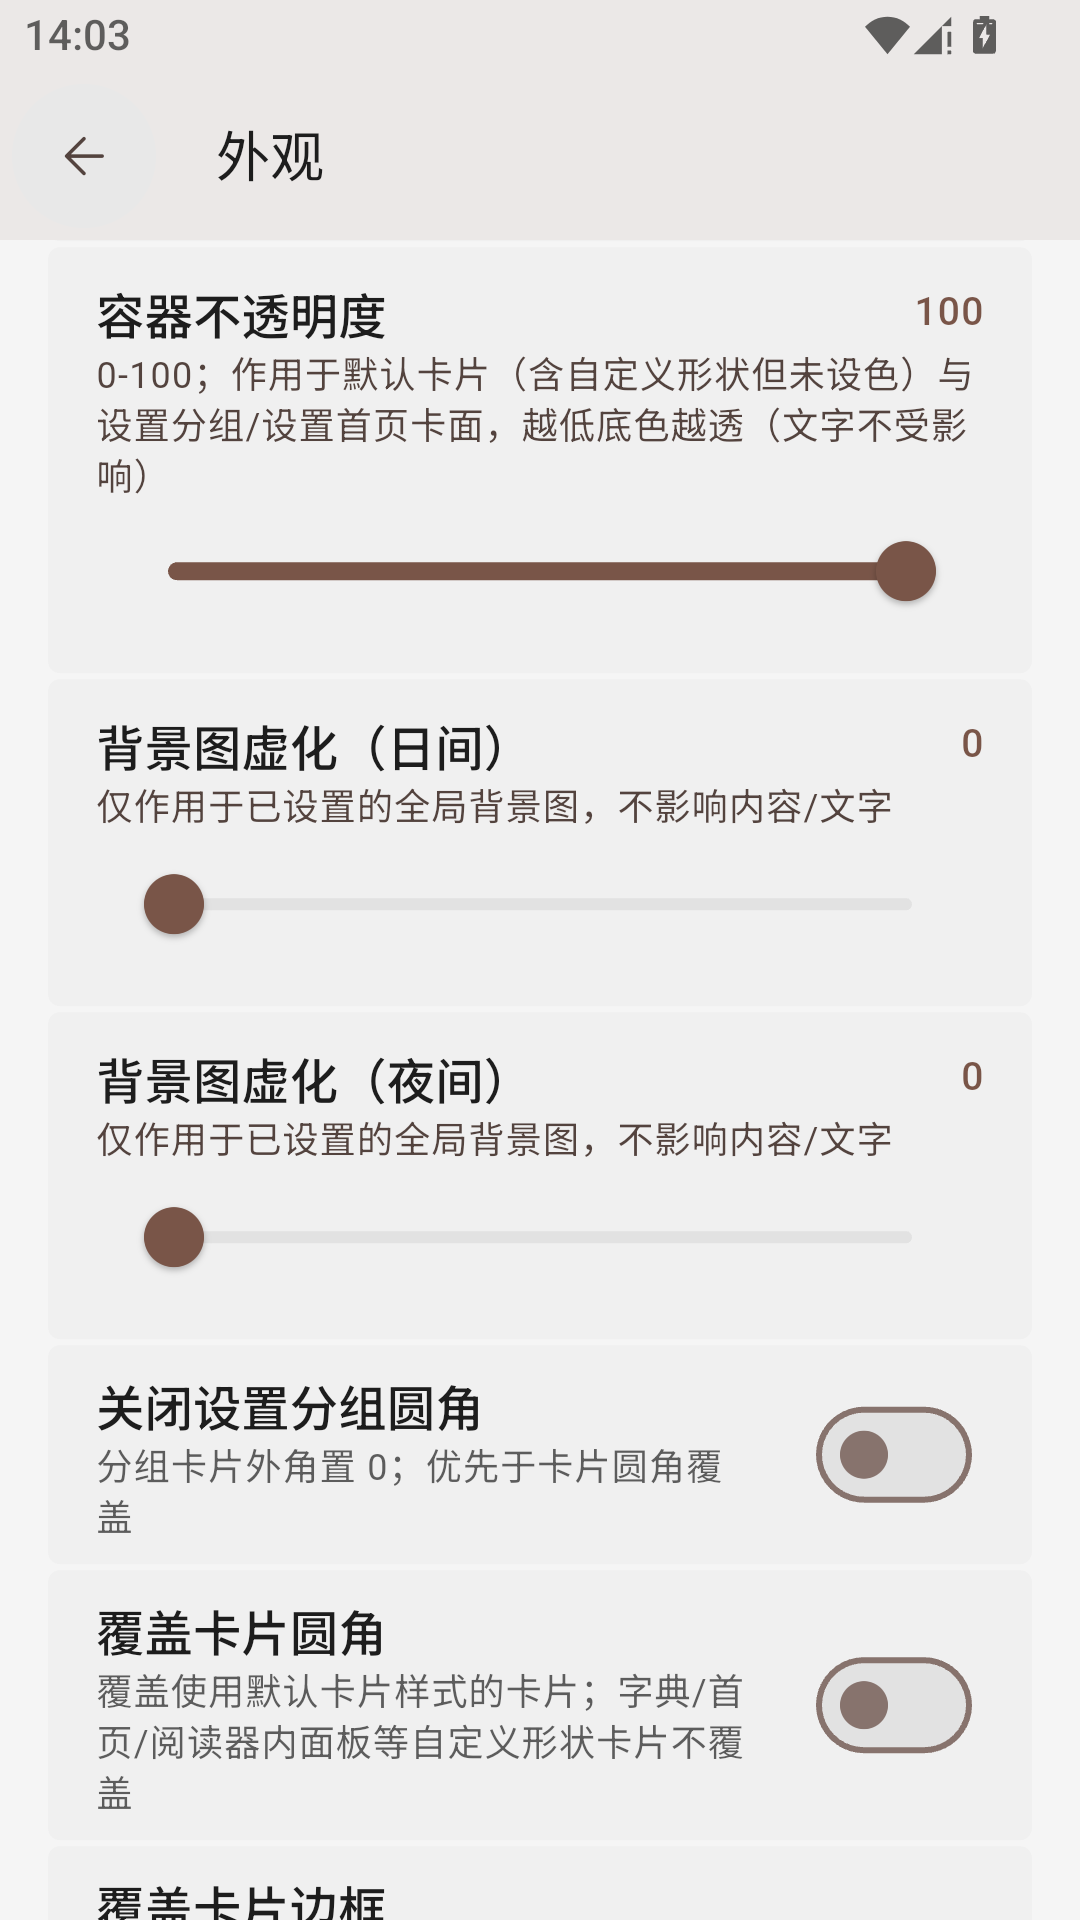 14:03
外观
容器不透明度
100
0-100；作用于默认卡片（含自定义形状但未设色）与
设置分组/设置首页卡面，越低底色越透（文字不受影
响）
背景图虚化（日间）
0
仅作用于已设置的全局背景图，不影响内容/文字
背景图虚化（夜间）
0
仅作用于已设置的全局背景图，不影响内容/文字
关闭设置分组圆角
分组卡片外角置 0；优先于卡片圆角覆
盖
覆盖卡片圆角
覆盖使用默认卡片样式的卡片；字典/首
页/阅读器内面板等自定义形状卡片不覆
盖
覆盖卡片边框